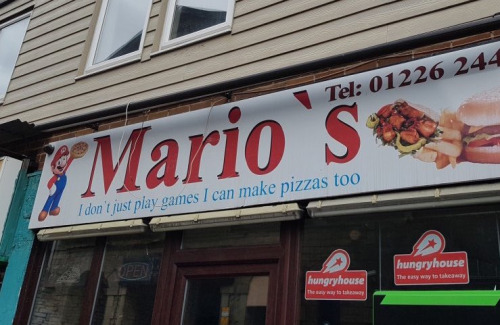 Tel: 01226 244
Mario`s
I don`t just play games I can make pizzas too
hungryhouse
The easy way to takeaway
hungryhouse
The easy way to takeaway